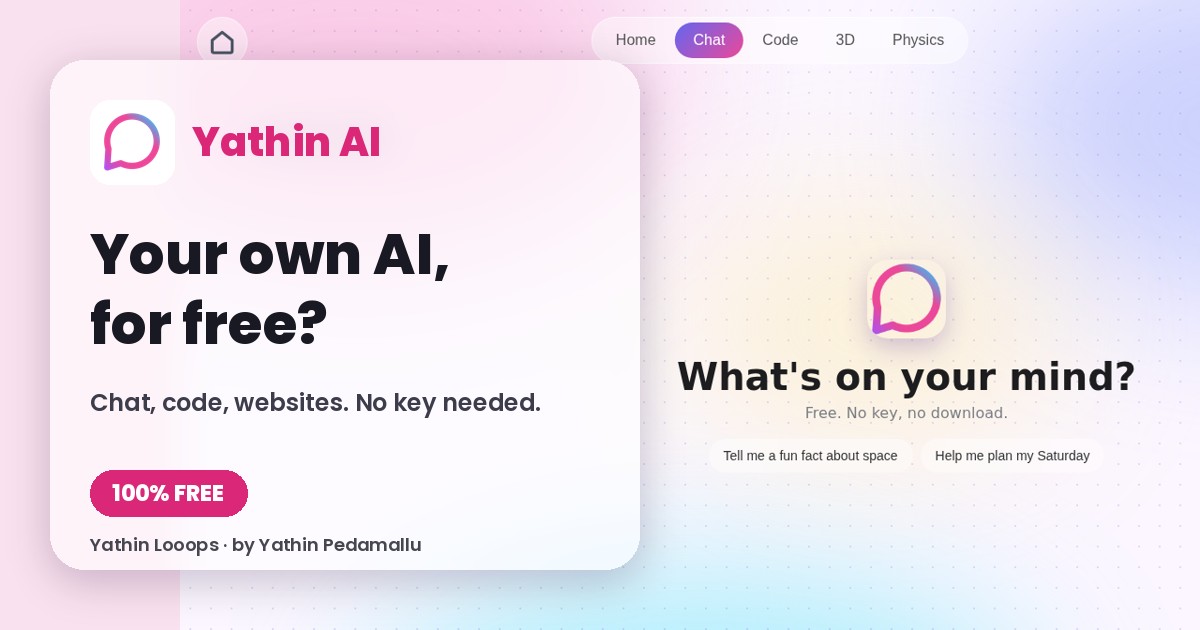 Home Chat Code 3D Physics
Yathin AI
Your own AI,
for free?
Chat, code, websites. No key needed.
100% FREE
Yathin Looops · by Yathin Pedamallu
What's on your mind?
Free. No key, no download.
Tell me a fun fact about space
Help me plan my Saturday